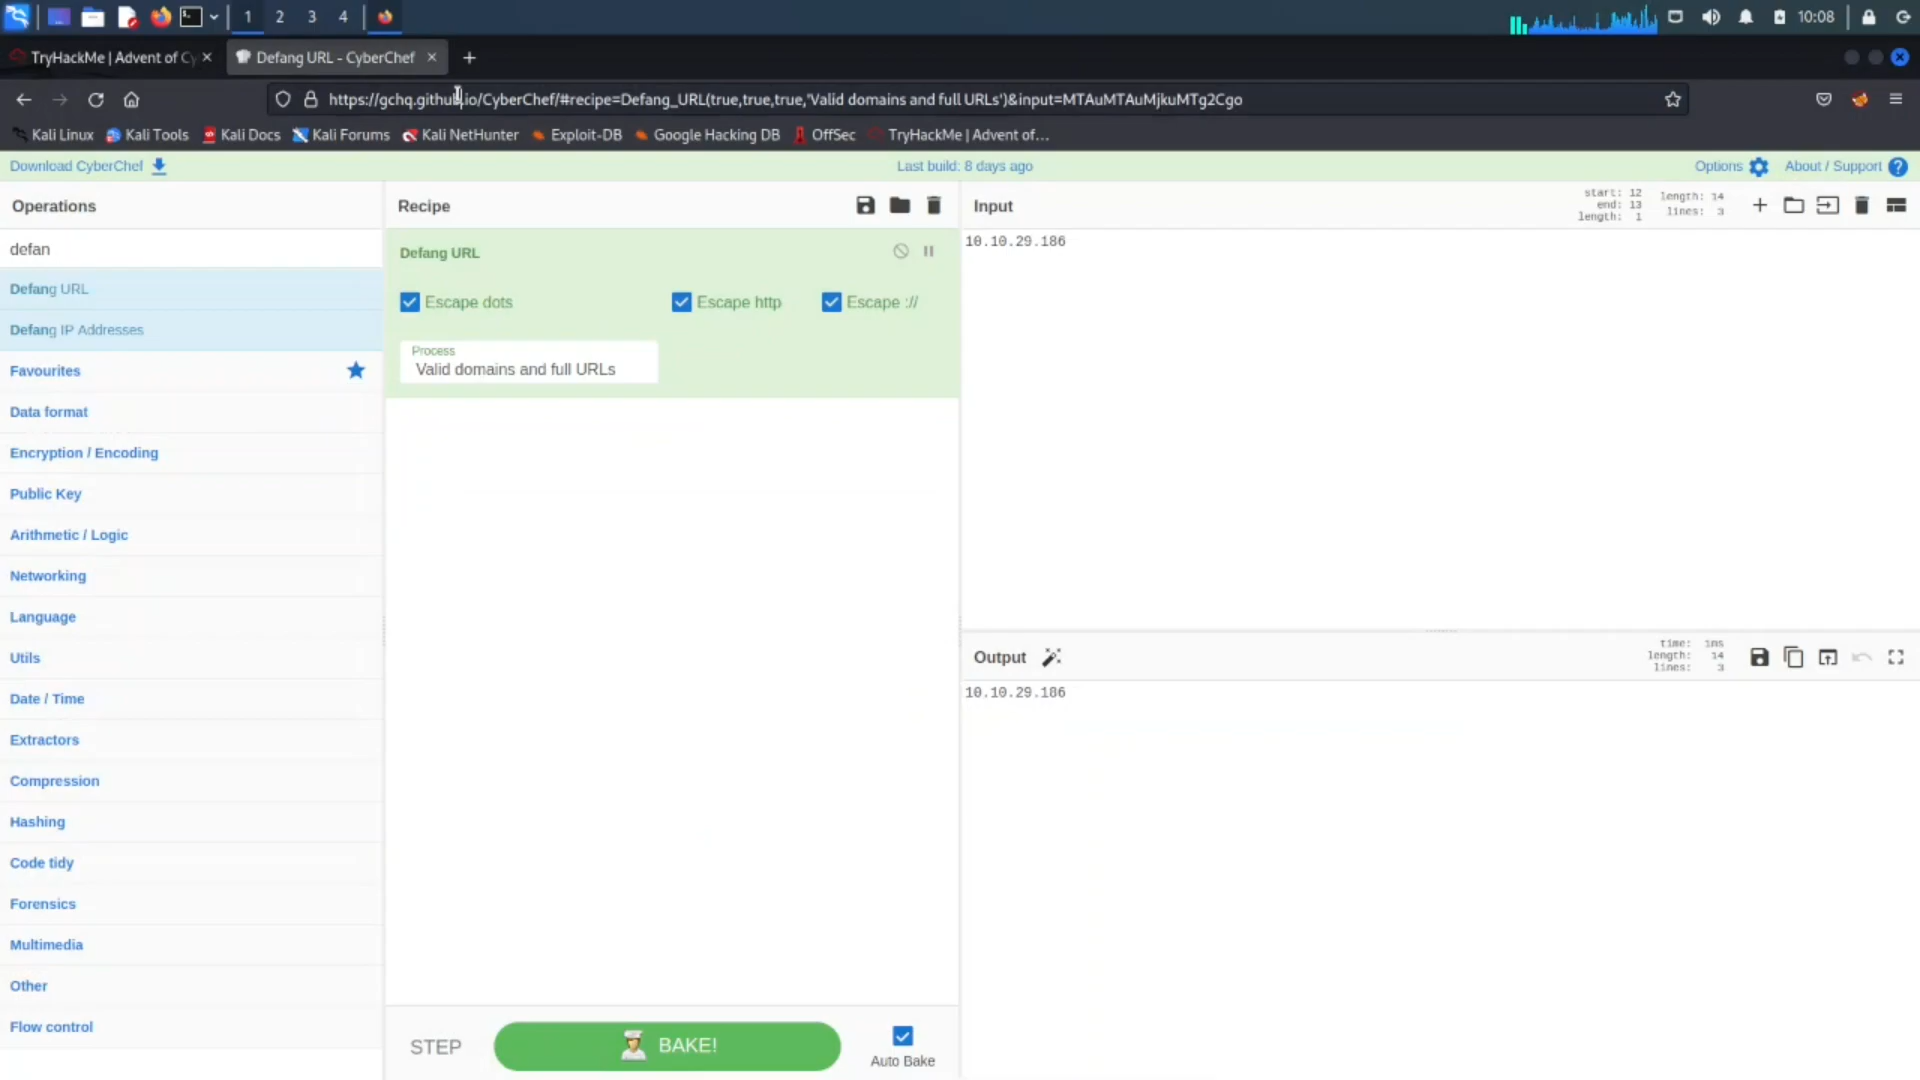 1 2 3 4 10:08
TryHackMe | Advent of Cy Defang URL - CyberChef
https://gchq.github.io/CyberChef/#recipe=Defang_URL(true,true,true,'Valid domains and full URLs')&input=MTAuMTAuMjkuMTg2Cgo
Kali Linux Kali Tools Kali Docs Kali Forums Kali NetHunter Exploit-DB Google Hacking DB OffSec TryHackMe | Advent of...
Download CyberChef Last build: 8 days ago Options About / Support
Operations
defan
Defang URL
Defang IP Addresses
Favourites
Data format
Encryption / Encoding
Public Key
Arithmetic / Logic
Networking
Language
Utils
Date / Time
Extractors
Compression
Hashing
Code tidy
Forensics
Multimedia
Other
Flow control
Recipe
Defang URL
Escape dots Escape http Escape ://
Process
Valid domains and full URLs
STEP BAKE! Auto Bake
Input
start: 12
end: 13
length: 1
length: 14
lines: 3
10.10.29.186
Output
time: 1ms
length: 14
lines: 3
10.10.29.186